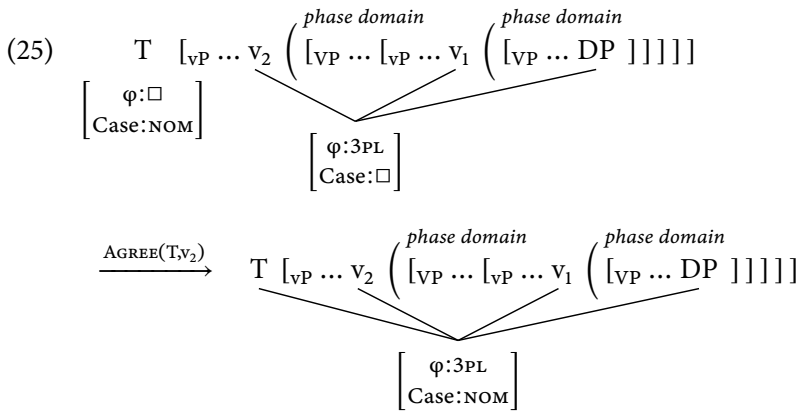 phase domain phase domain
(25) T [vP ... v2 ( [VP ... [vP ... v1 ( [VP ... DP ] ] ] ] ]
[φ:□ Case:NOM]
[φ:3PL Case:□]
phase domain phase domain
AGREE(T,v2) T [vP ... v2 ( [VP ... [vP ... v1 ( [VP ... DP ] ] ] ] ]
[φ:3PL Case:NOM]